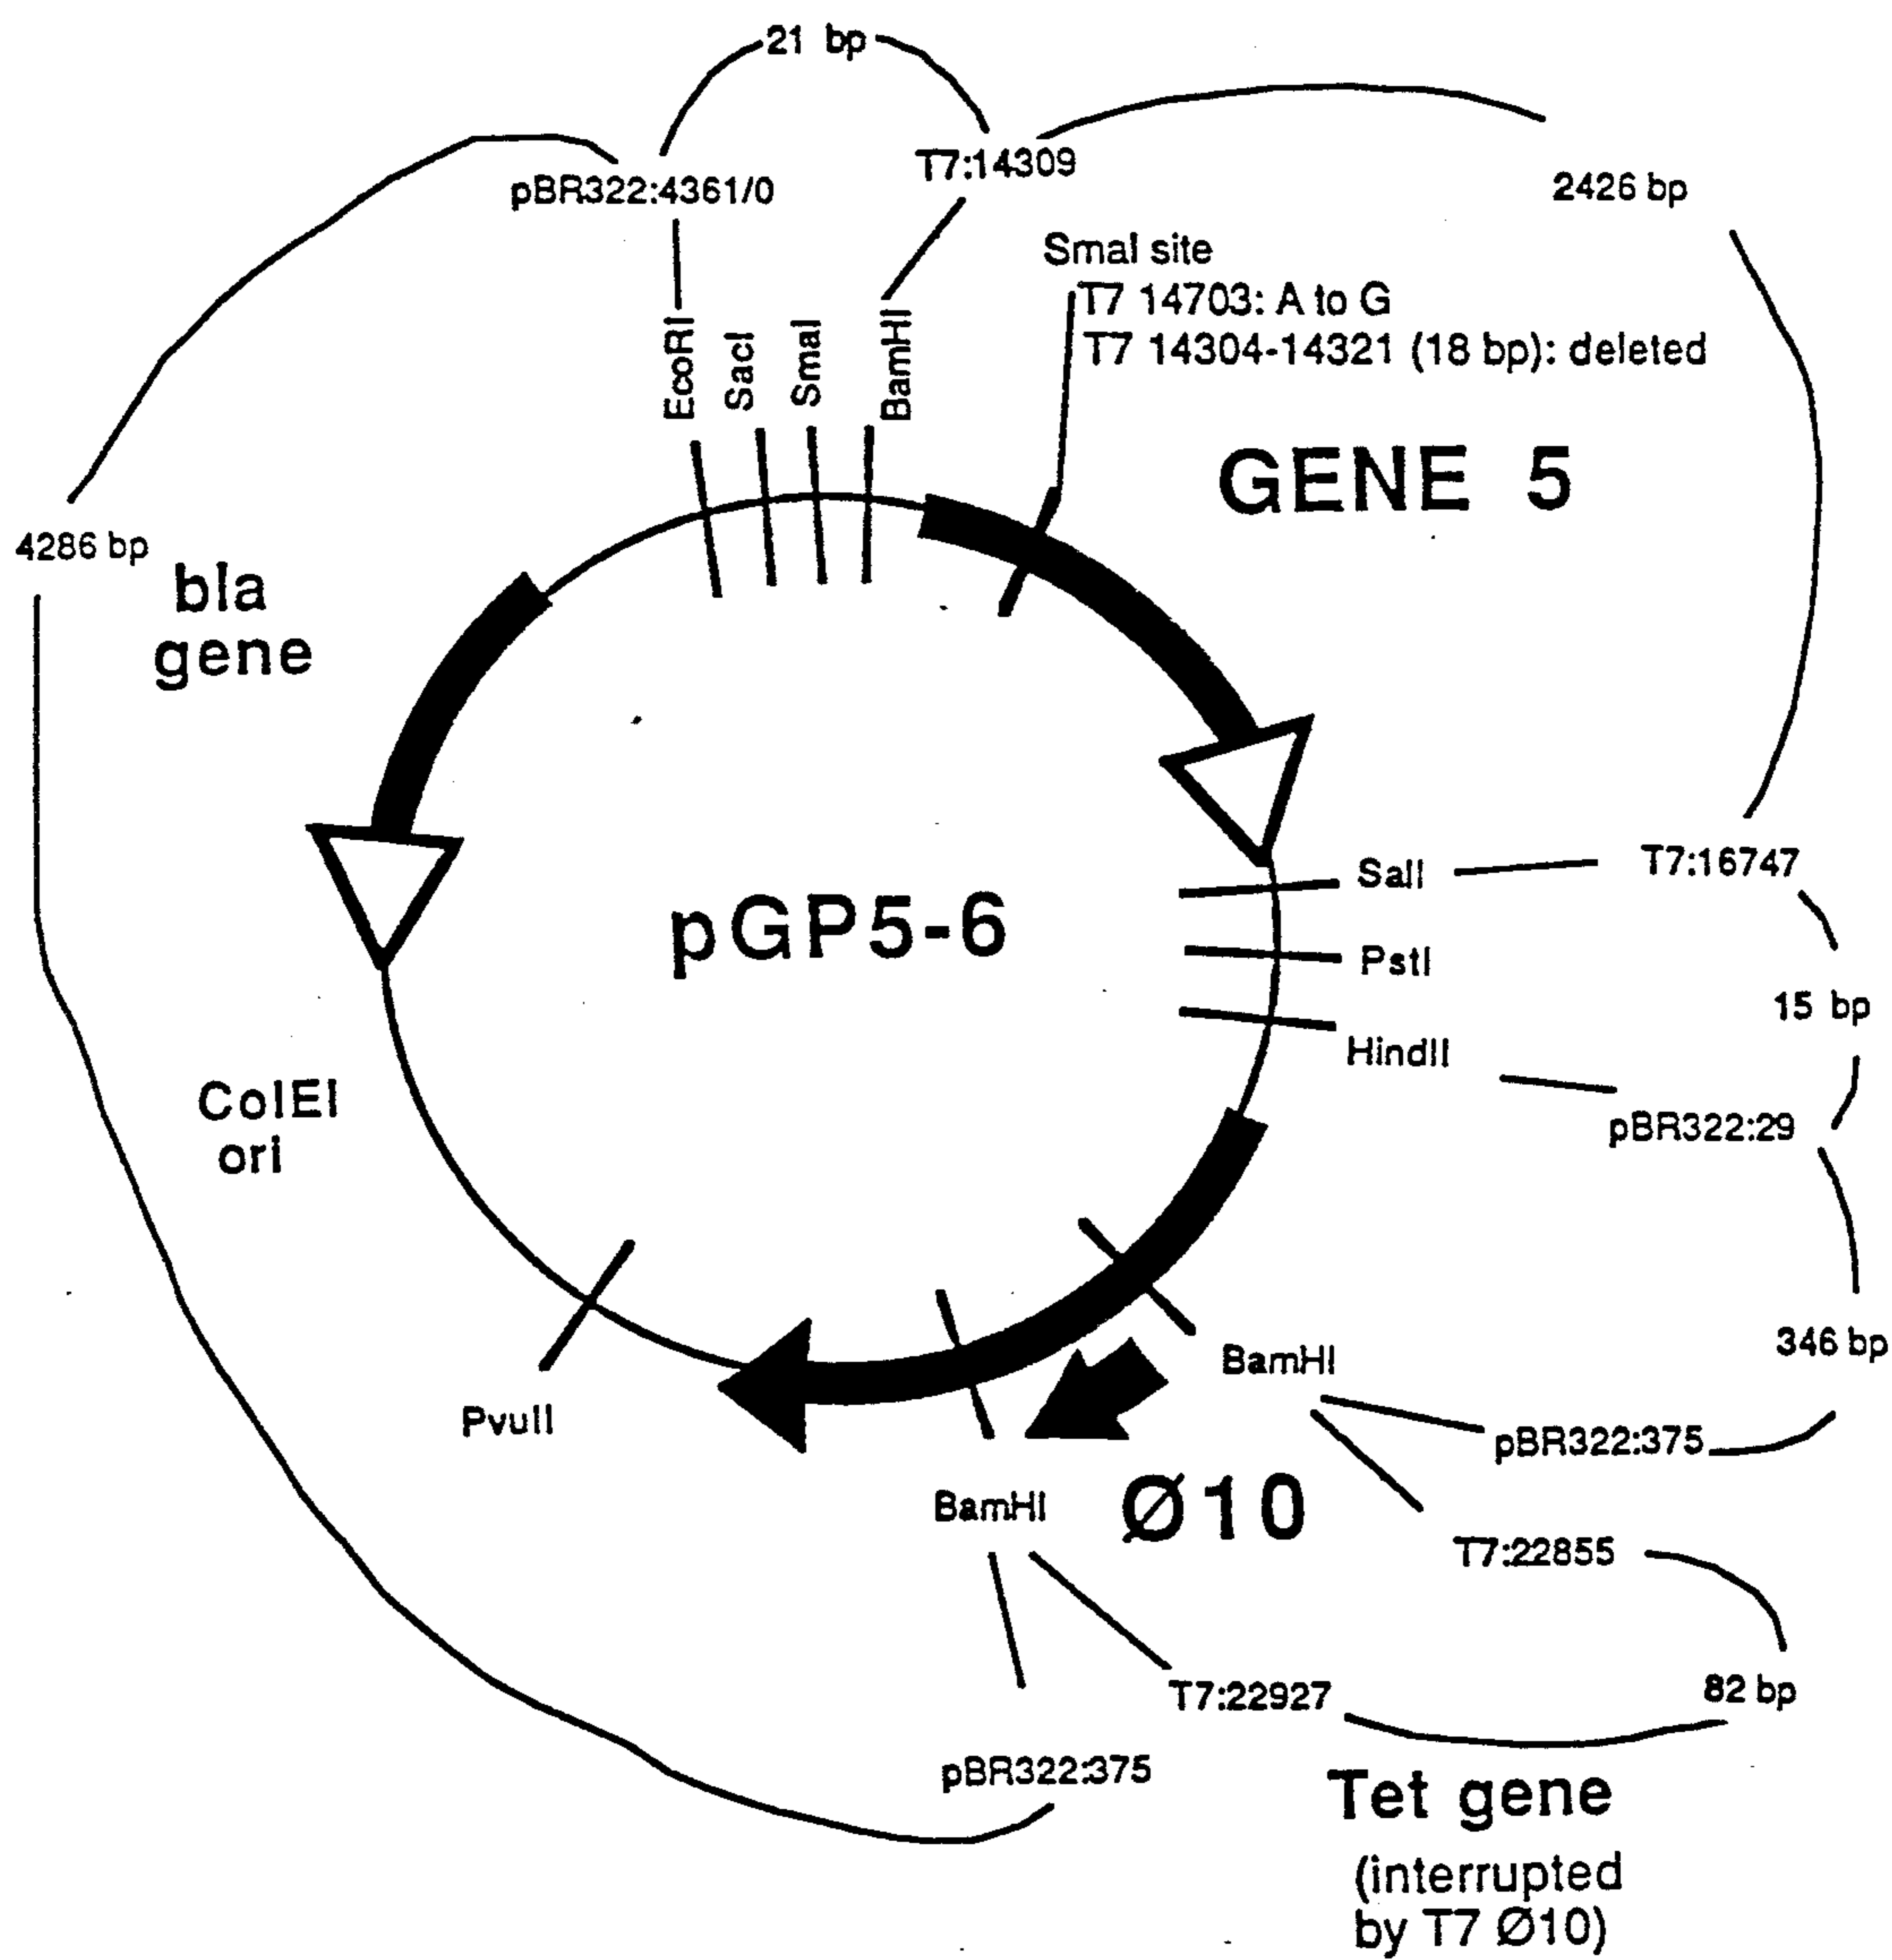 21 bp
pBR322:4361/0
T7:14309
2426 bp
SmaI site
T7 14703: A to G
T7 14304-14321 (18 bp): deleted
EcoRI
SacI
SmaI
BamHI
GENE 5
4286 bp
bla
gene
pGP5-6
SalI
T7:16747
PstI
15 bp
HindII
pBR322:29
ColEI
ori
346 bp
BamHI
PvuII
pBR322:375
BamHI
Ø10
T7:22855
T7:22927
82 bp
pBR322:375
Tet gene
(interrupted
by T7 Ø10)